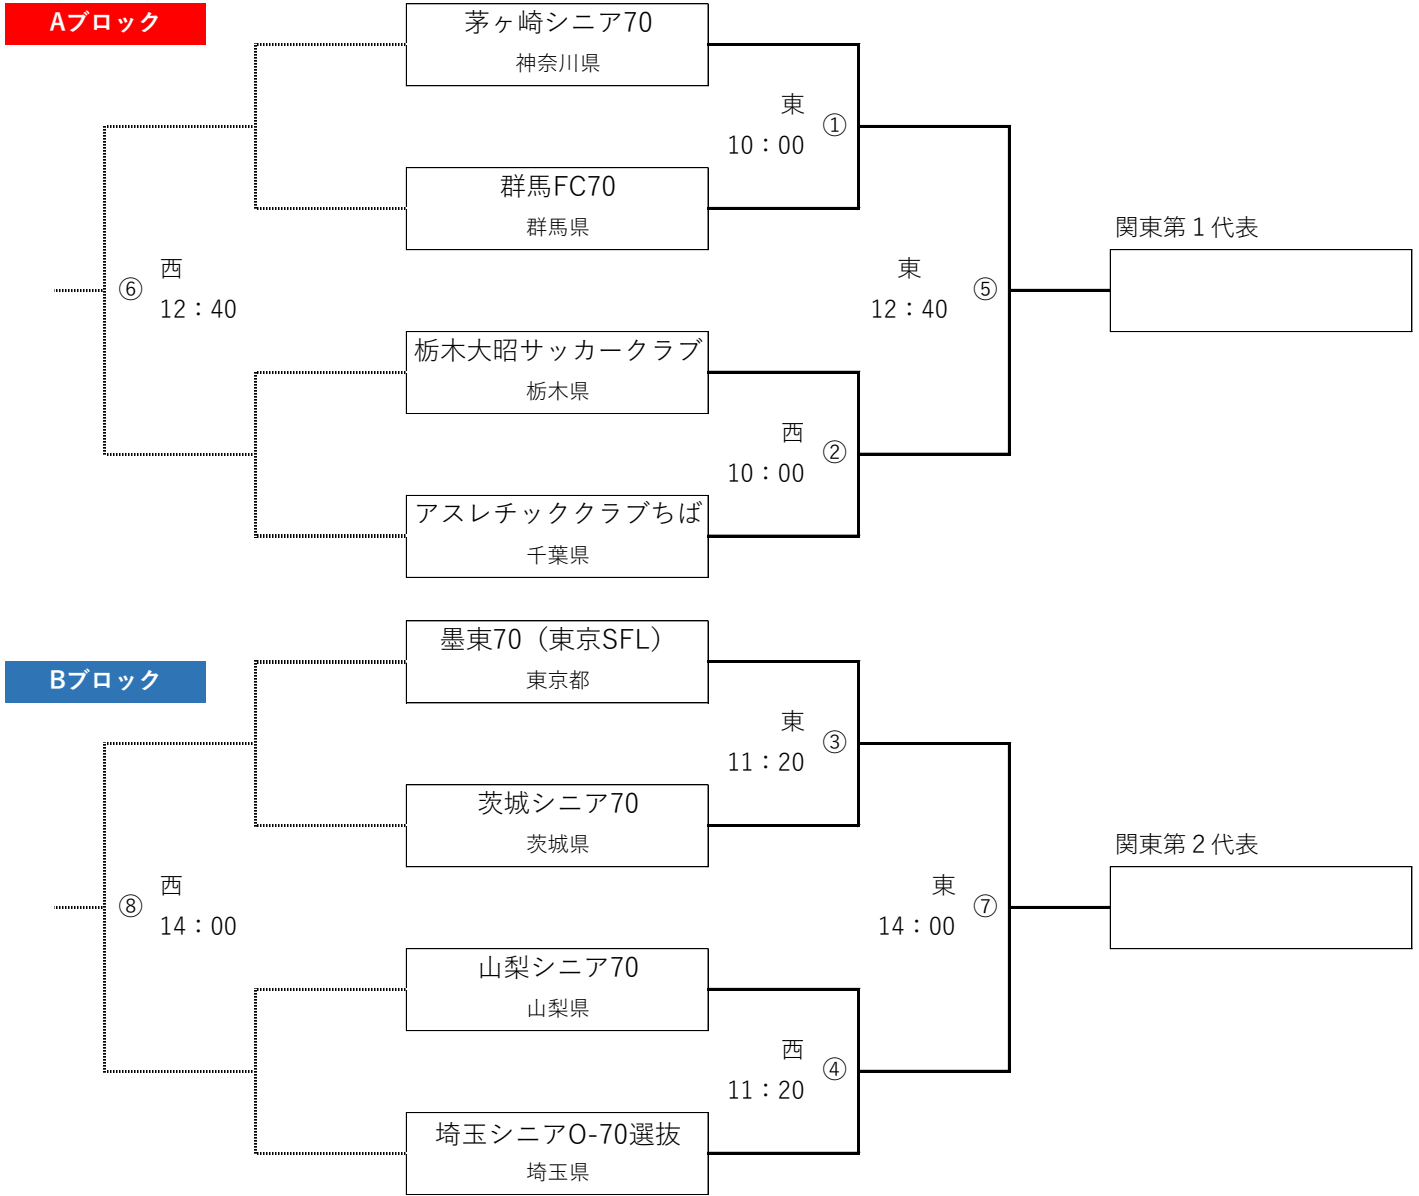 Aブロック
茅ヶ崎シニア70
神奈川県
東
①
10：00
群馬FC70
群馬県
関東第１代表
西
⑥
12：40
東
⑤
12：40
栃木大昭サッカークラブ
栃木県
西
②
10：00
アスレチッククラブちば
千葉県
Bブロック
墨東70（東京SFL）
東京都
東
③
11：20
茨城シニア70
茨城県
関東第２代表
西
⑧
14：00
東
⑦
14：00
山梨シニア70
山梨県
西
④
11：20
埼玉シニアO-70選抜
埼玉県